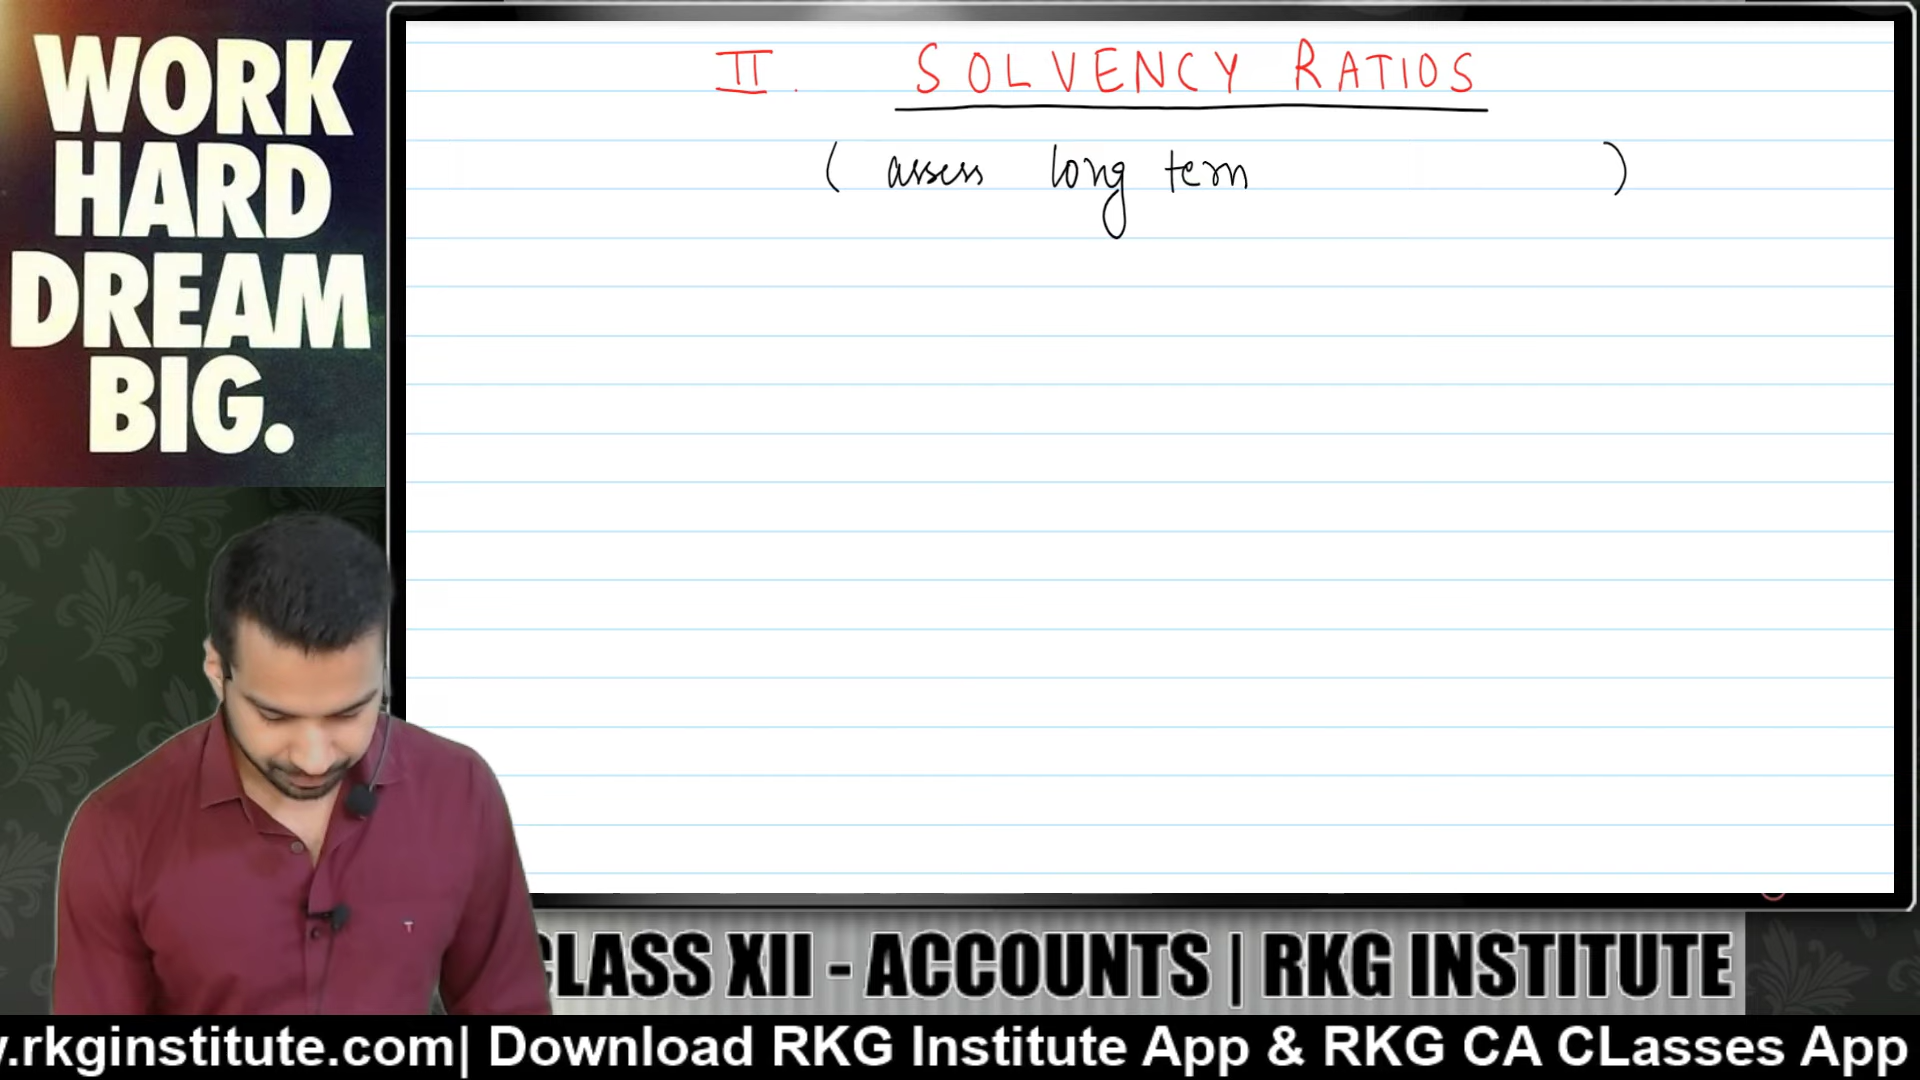 WORK
HARD
DREAM
BIG.
II. SOLVENCY RATIOS
( assess long term )
CLASS XII - ACCOUNTS | RKG INSTITUTE
.rkginstitute.com| Download RKG Institute App & RKG CA CLasses App